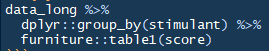 data_long %>%
dplyr::group_by(stimulant) %>%
furniture::table1(score)